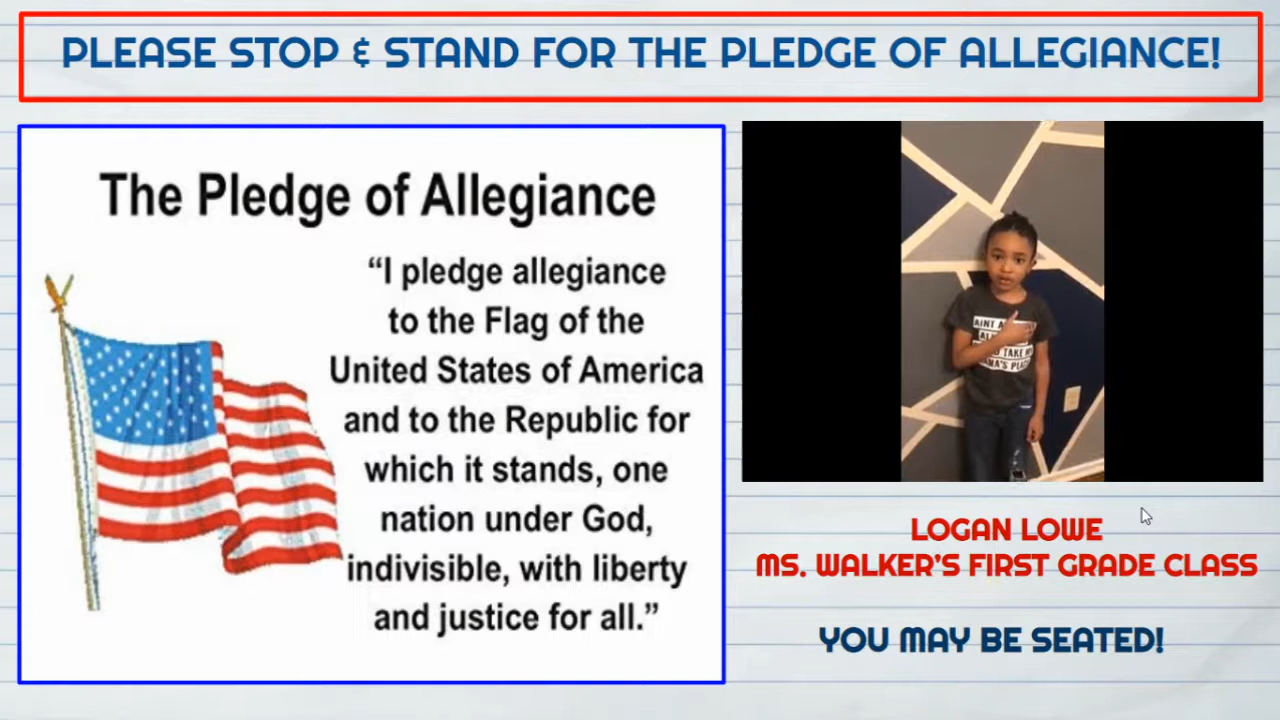 PLEASE STOP & STAND FOR THE PLEDGE OF ALLEGIANCE!
The Pledge of Allegiance
“I pledge allegiance
to the Flag of the
United States of America
and to the Republic for
which it stands, one
nation under God,
indivisible, with liberty
and justice for all.”
AINT
TAKE
LOGAN LOWE
MS. WALKER’S FIRST GRADE CLASS
YOU MAY BE SEATED!